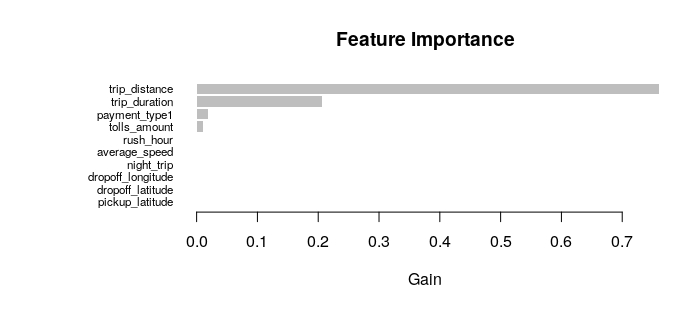 Feature Importance
trip_distance
trip_duration
payment_type1
tolls_amount
rush_hour
average_speed
night_trip
dropoff_longitude
dropoff_latitude
pickup_latitude
0.0 0.1 0.2 0.3 0.4 0.5 0.6 0.7
Gain